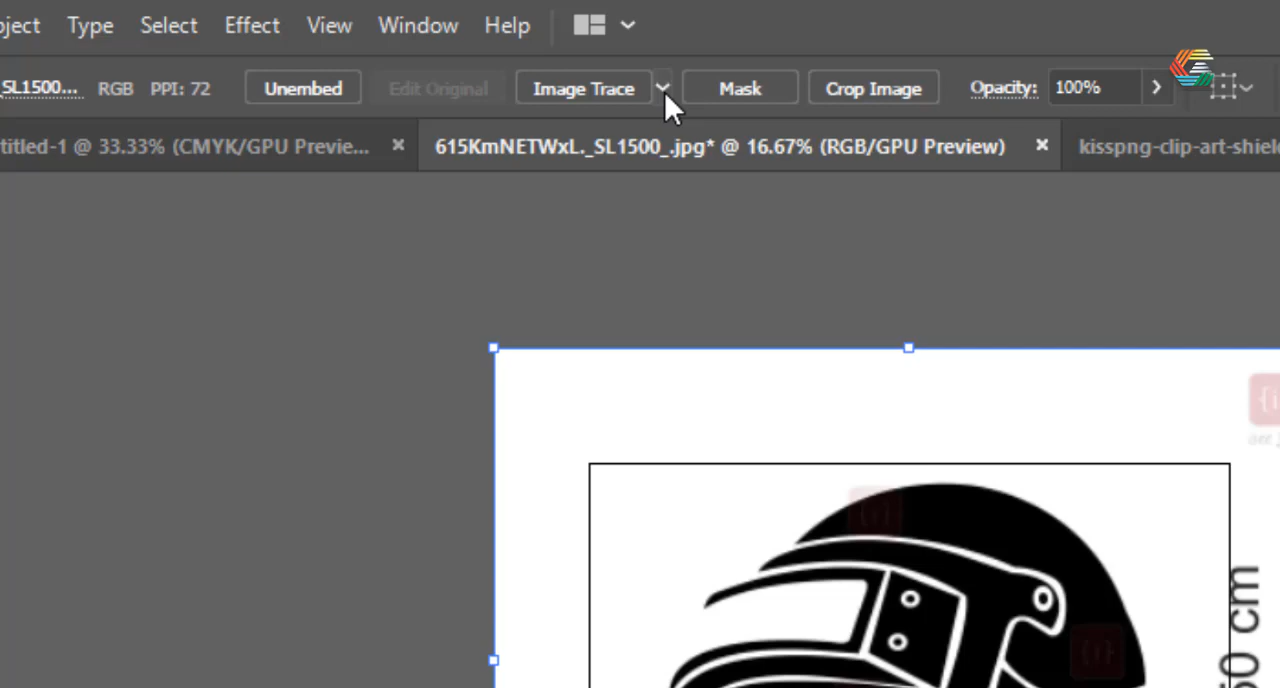 ject Type Select Effect View Window Help
SL1500... RGB PPI: 72 Unembed Edit Original Image Trace Mask Crop Image Opacity: 100%
titled-1 @ 33.33% (CMYK/GPU Previe... × 615KmNETWxL._SL1500_.jpg* @ 16.67% (RGB/GPU Preview) × kisspng-clip-art-shiel
50 cm